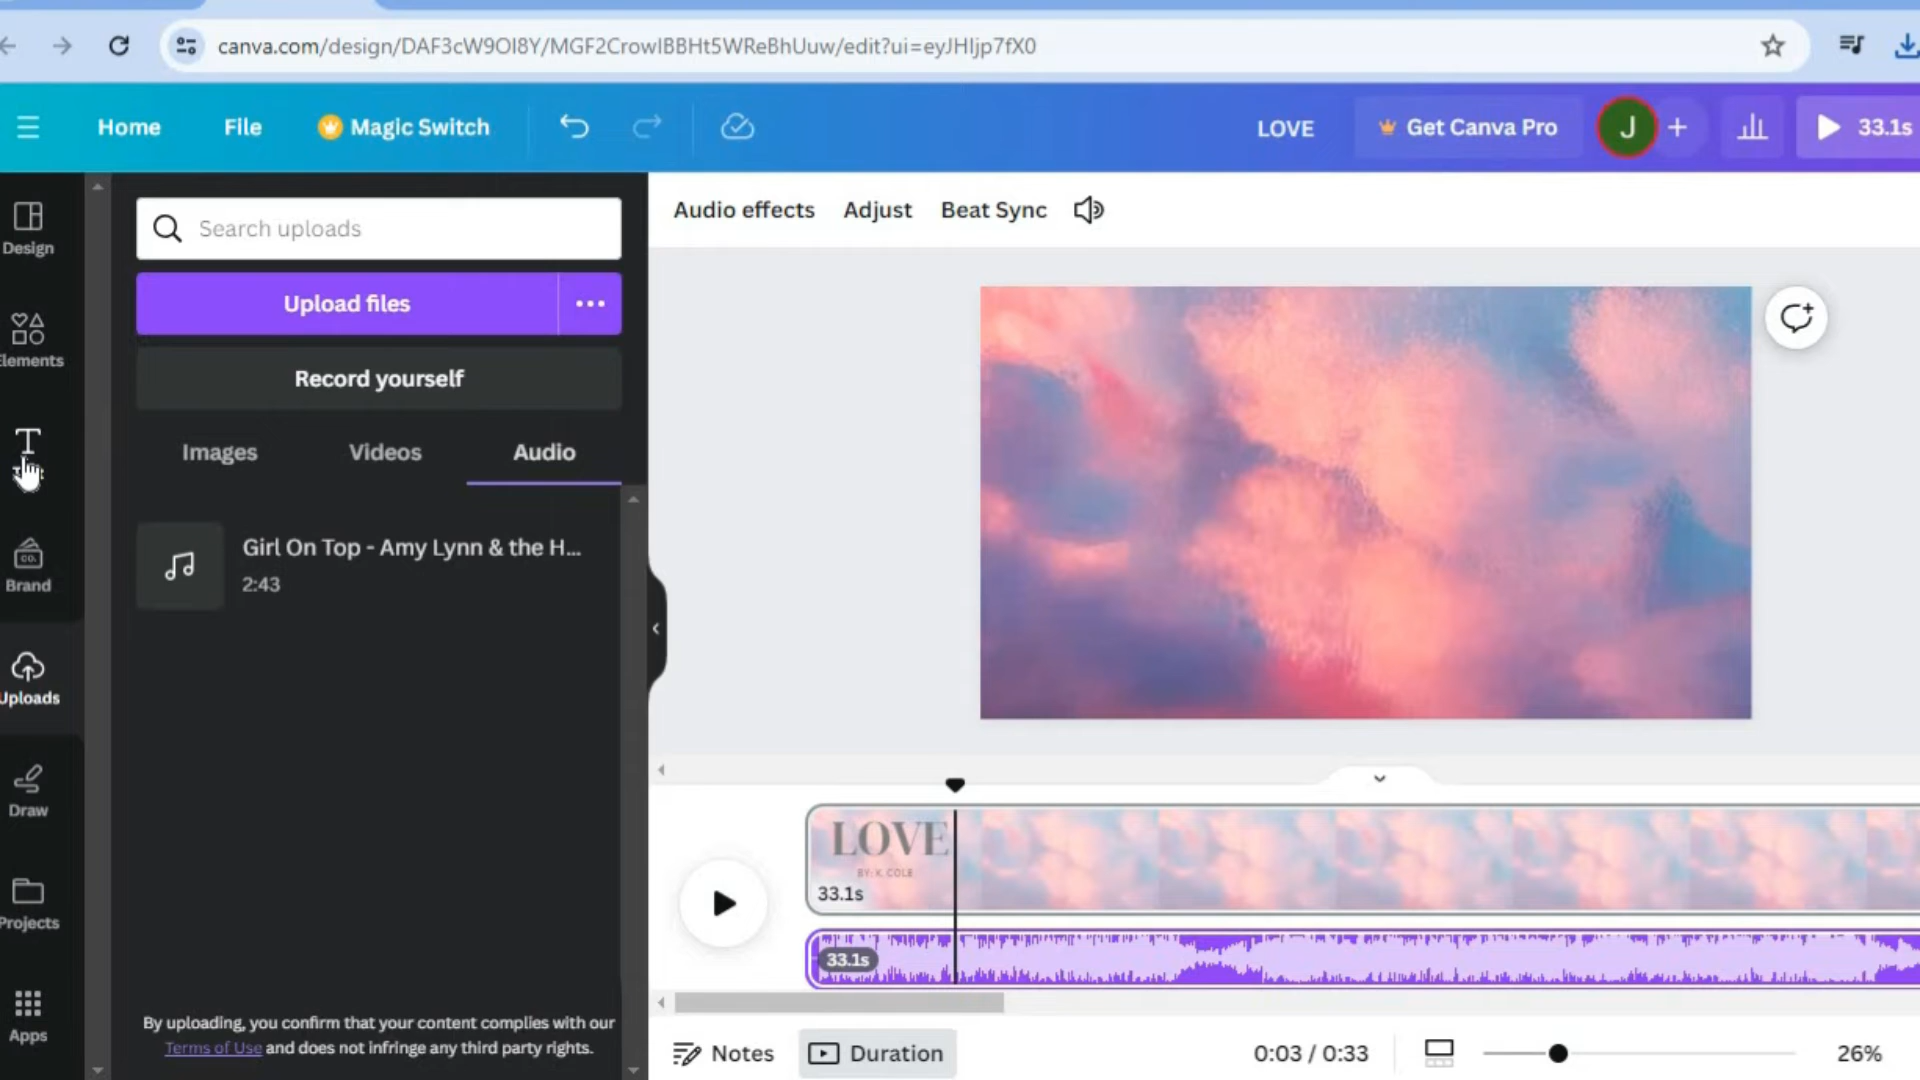 canva.com/design/DAF3cW9OI8Y/MGF2CrowIBBHt5WReBhUuw/edit?ui=eyJHIjp7fX0
Home File Magic Switch LOVE Get Canva Pro J + 33.1s
Design
Elements
Brand
Uploads
Draw
Projects
Apps
Search uploads
Upload files
Record yourself
Images Videos Audio
Girl On Top - Amy Lynn & the H...
2:43
By uploading, you confirm that your content complies with our
Terms of Use and does not infringe any third party rights.
Audio effects Adjust Beat Sync
LOVE
BY: K. COLE
33.1s
33.1s
Notes Duration 0:03 / 0:33 26%